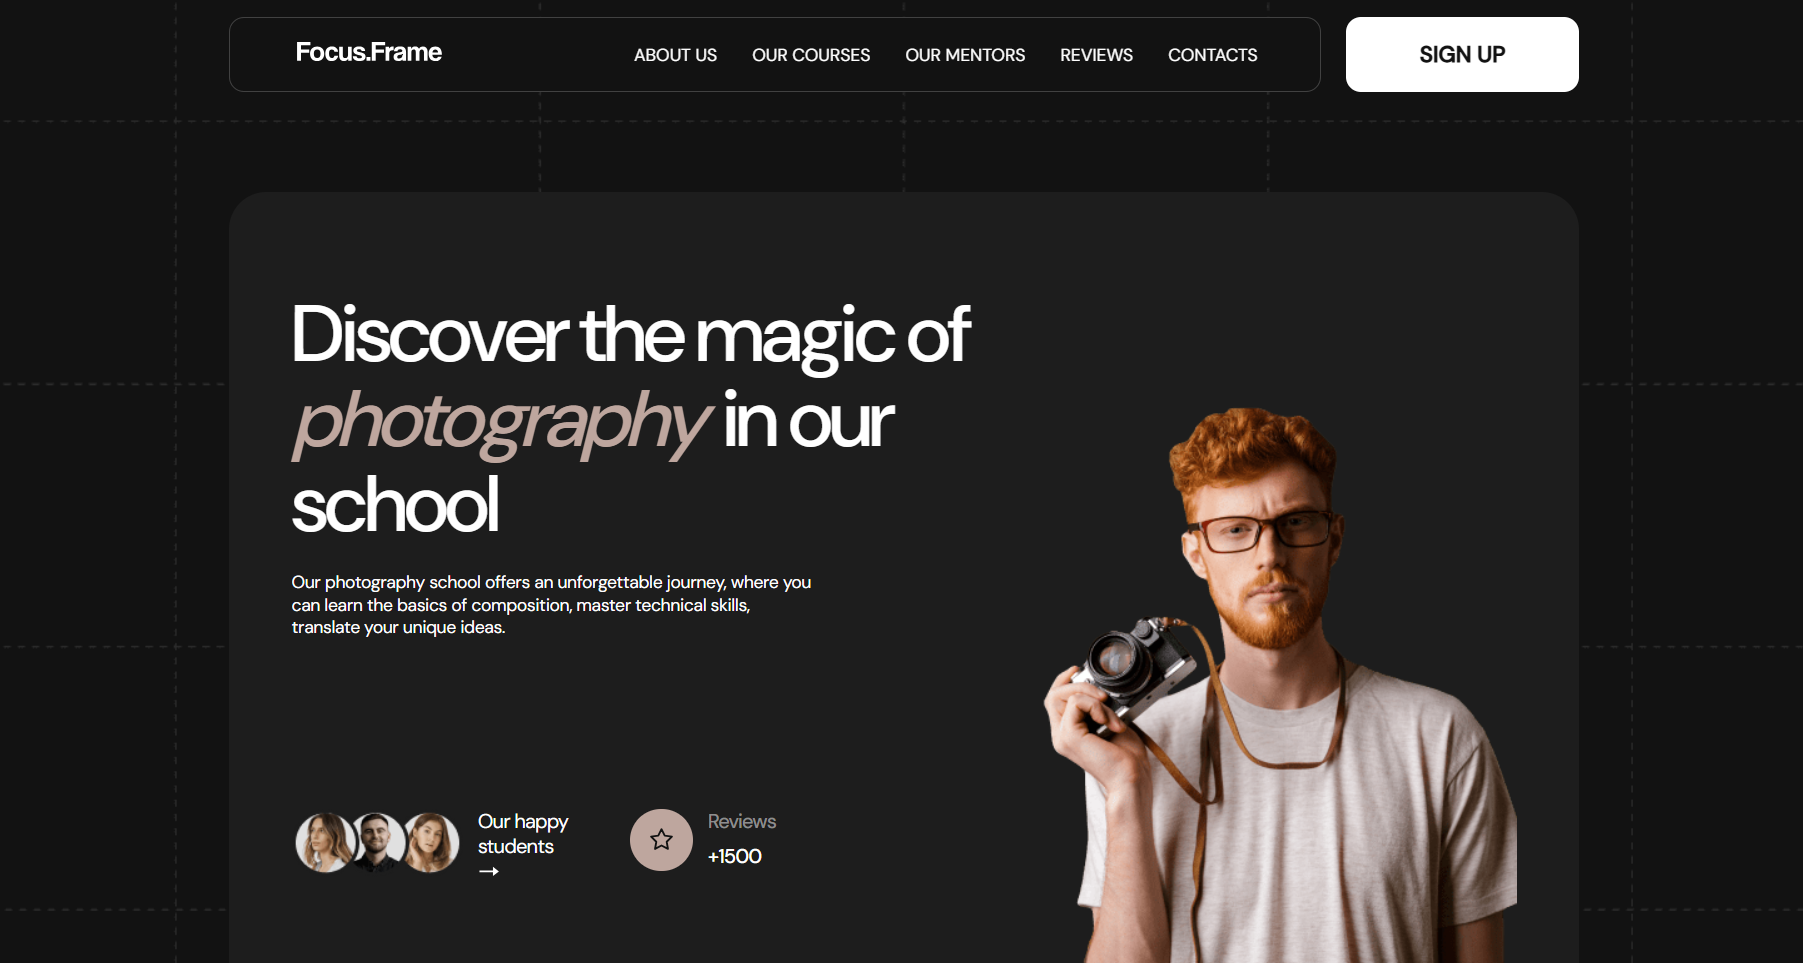 Focus.Frame
ABOUT US
OUR COURSES
OUR MENTORS
REVIEWS
CONTACTS
SIGN UP
Discover the magic of
photography in our
school
Our photography school offers an unforgettable journey, where you
can learn the basics of composition, master technical skills,
translate your unique ideas.
Our happy
students
→
Reviews
+1500